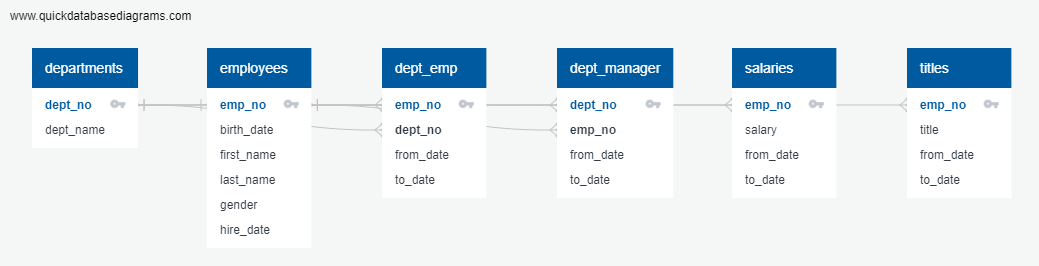 www.quickdatabasediagrams.com
departments
dept_no
dept_name
employees
emp_no
birth_date
first_name
last_name
gender
hire_date
dept_emp
emp_no
dept_no
from_date
to_date
dept_manager
dept_no
emp_no
from_date
to_date
salaries
emp_no
salary
from_date
to_date
titles
emp_no
title
from_date
to_date